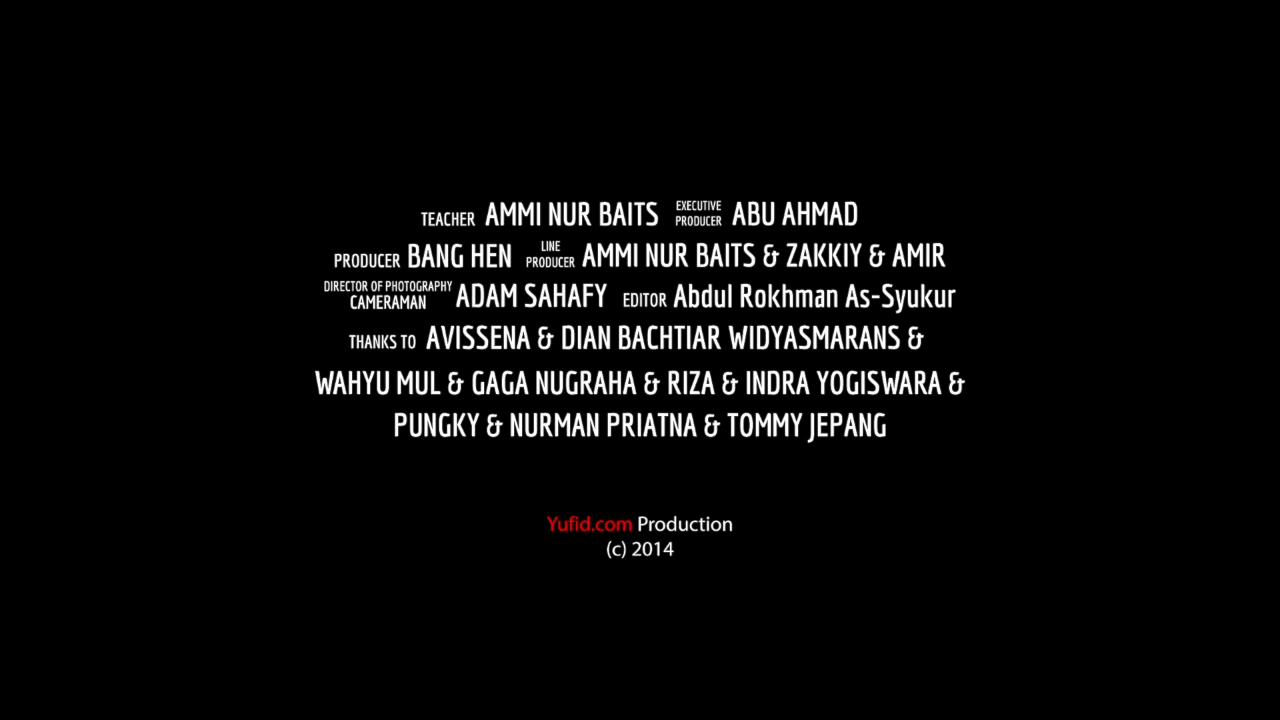 TEACHER AMMI NUR BAITS EXECUTIVE PRODUCER ABU AHMAD
PRODUCER BANG HEN LINE PRODUCER AMMI NUR BAITS & ZAKKIY & AMIR
DIRECTOR OF PHOTOGRAPHY CAMERAMAN ADAM SAHAFY EDITOR Abdul Rokhman As-Syukur
THANKS TO AVISSENA & DIAN BACHTIAR WIDYASMARANS &
WAHYU MUL & GAGA NUGRAHA & RIZA & INDRA YOGISWARA &
PUNGKY & NURMAN PRIATNA & TOMMY JEPANG
Yufid.com Production
(c) 2014